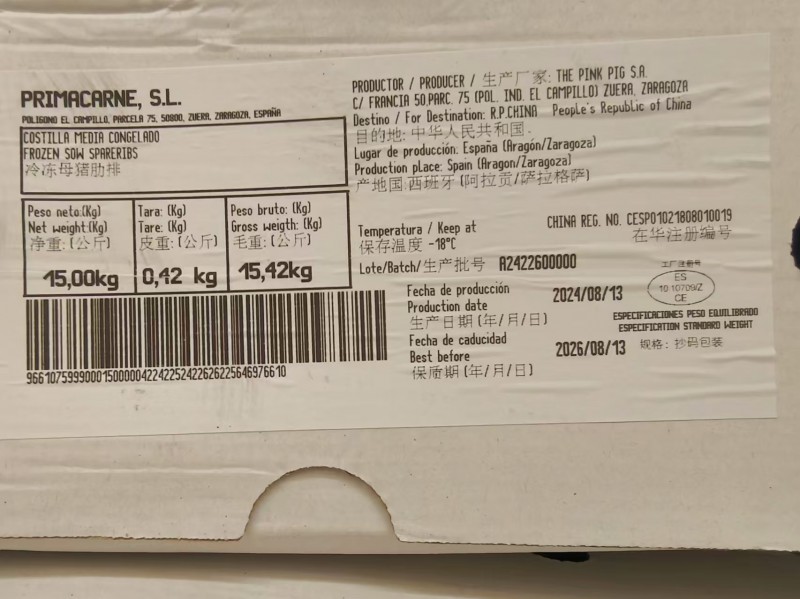 PRIMACARNE, S.L.
POLIGONO EL CAMPILLO, PARCELA 75, 50800, ZUERA, ZARAGOZA, ESPAÑA
COSTILLA MEDIA CONGELADO
FROZEN SOW SPARERIBS
冷冻母猪肋排
Peso neto:(Kg)
Net weight:(Kg)
净重:(公斤)
15,00kg
Tara: (Kg)
Tare: (Kg)
皮重:(公斤)
0,42 kg
Peso bruto: (Kg)
Gross weigth: (Kg)
毛重:(公斤)
15,42kg
9661075999000150000042242252422626225646976610
PRODUCTOR / PRODUCER / 生产厂家: THE PINK PIG S.A.
C/ FRANCIA 50,PARC. 75 (POL. IND. EL CAMPILLO) ZUERA, ZARAGOZA
Destino / For Destination: R.P.CHINA People's Republic of China
目的地: 中华人民共和国.
Lugar de producción: España (Aragón/Zaragoza)
Production place: Spain (Aragon/Zaragoza)
产地国:西班牙 (阿拉贡/萨拉格萨)
Temperatura / Keep at
保存温度 -18°C
CHINA REG. NO. CESP01021808010019
在华注册编号
Lote/Batch/生产批号 A2422600000
工厂注册号
ES
10.10709/Z
CE
Fecha de producción
Production date
生产日期 (年/月/日)
2024/08/13
Fecha de caducidad
Best before
保质期 (年/月/日)
2026/08/13
ESPECIFICACIONES PESO EQUILIBRADO
ESPECIFICATION STANDARD WEIGHT
规格: 抄码包装